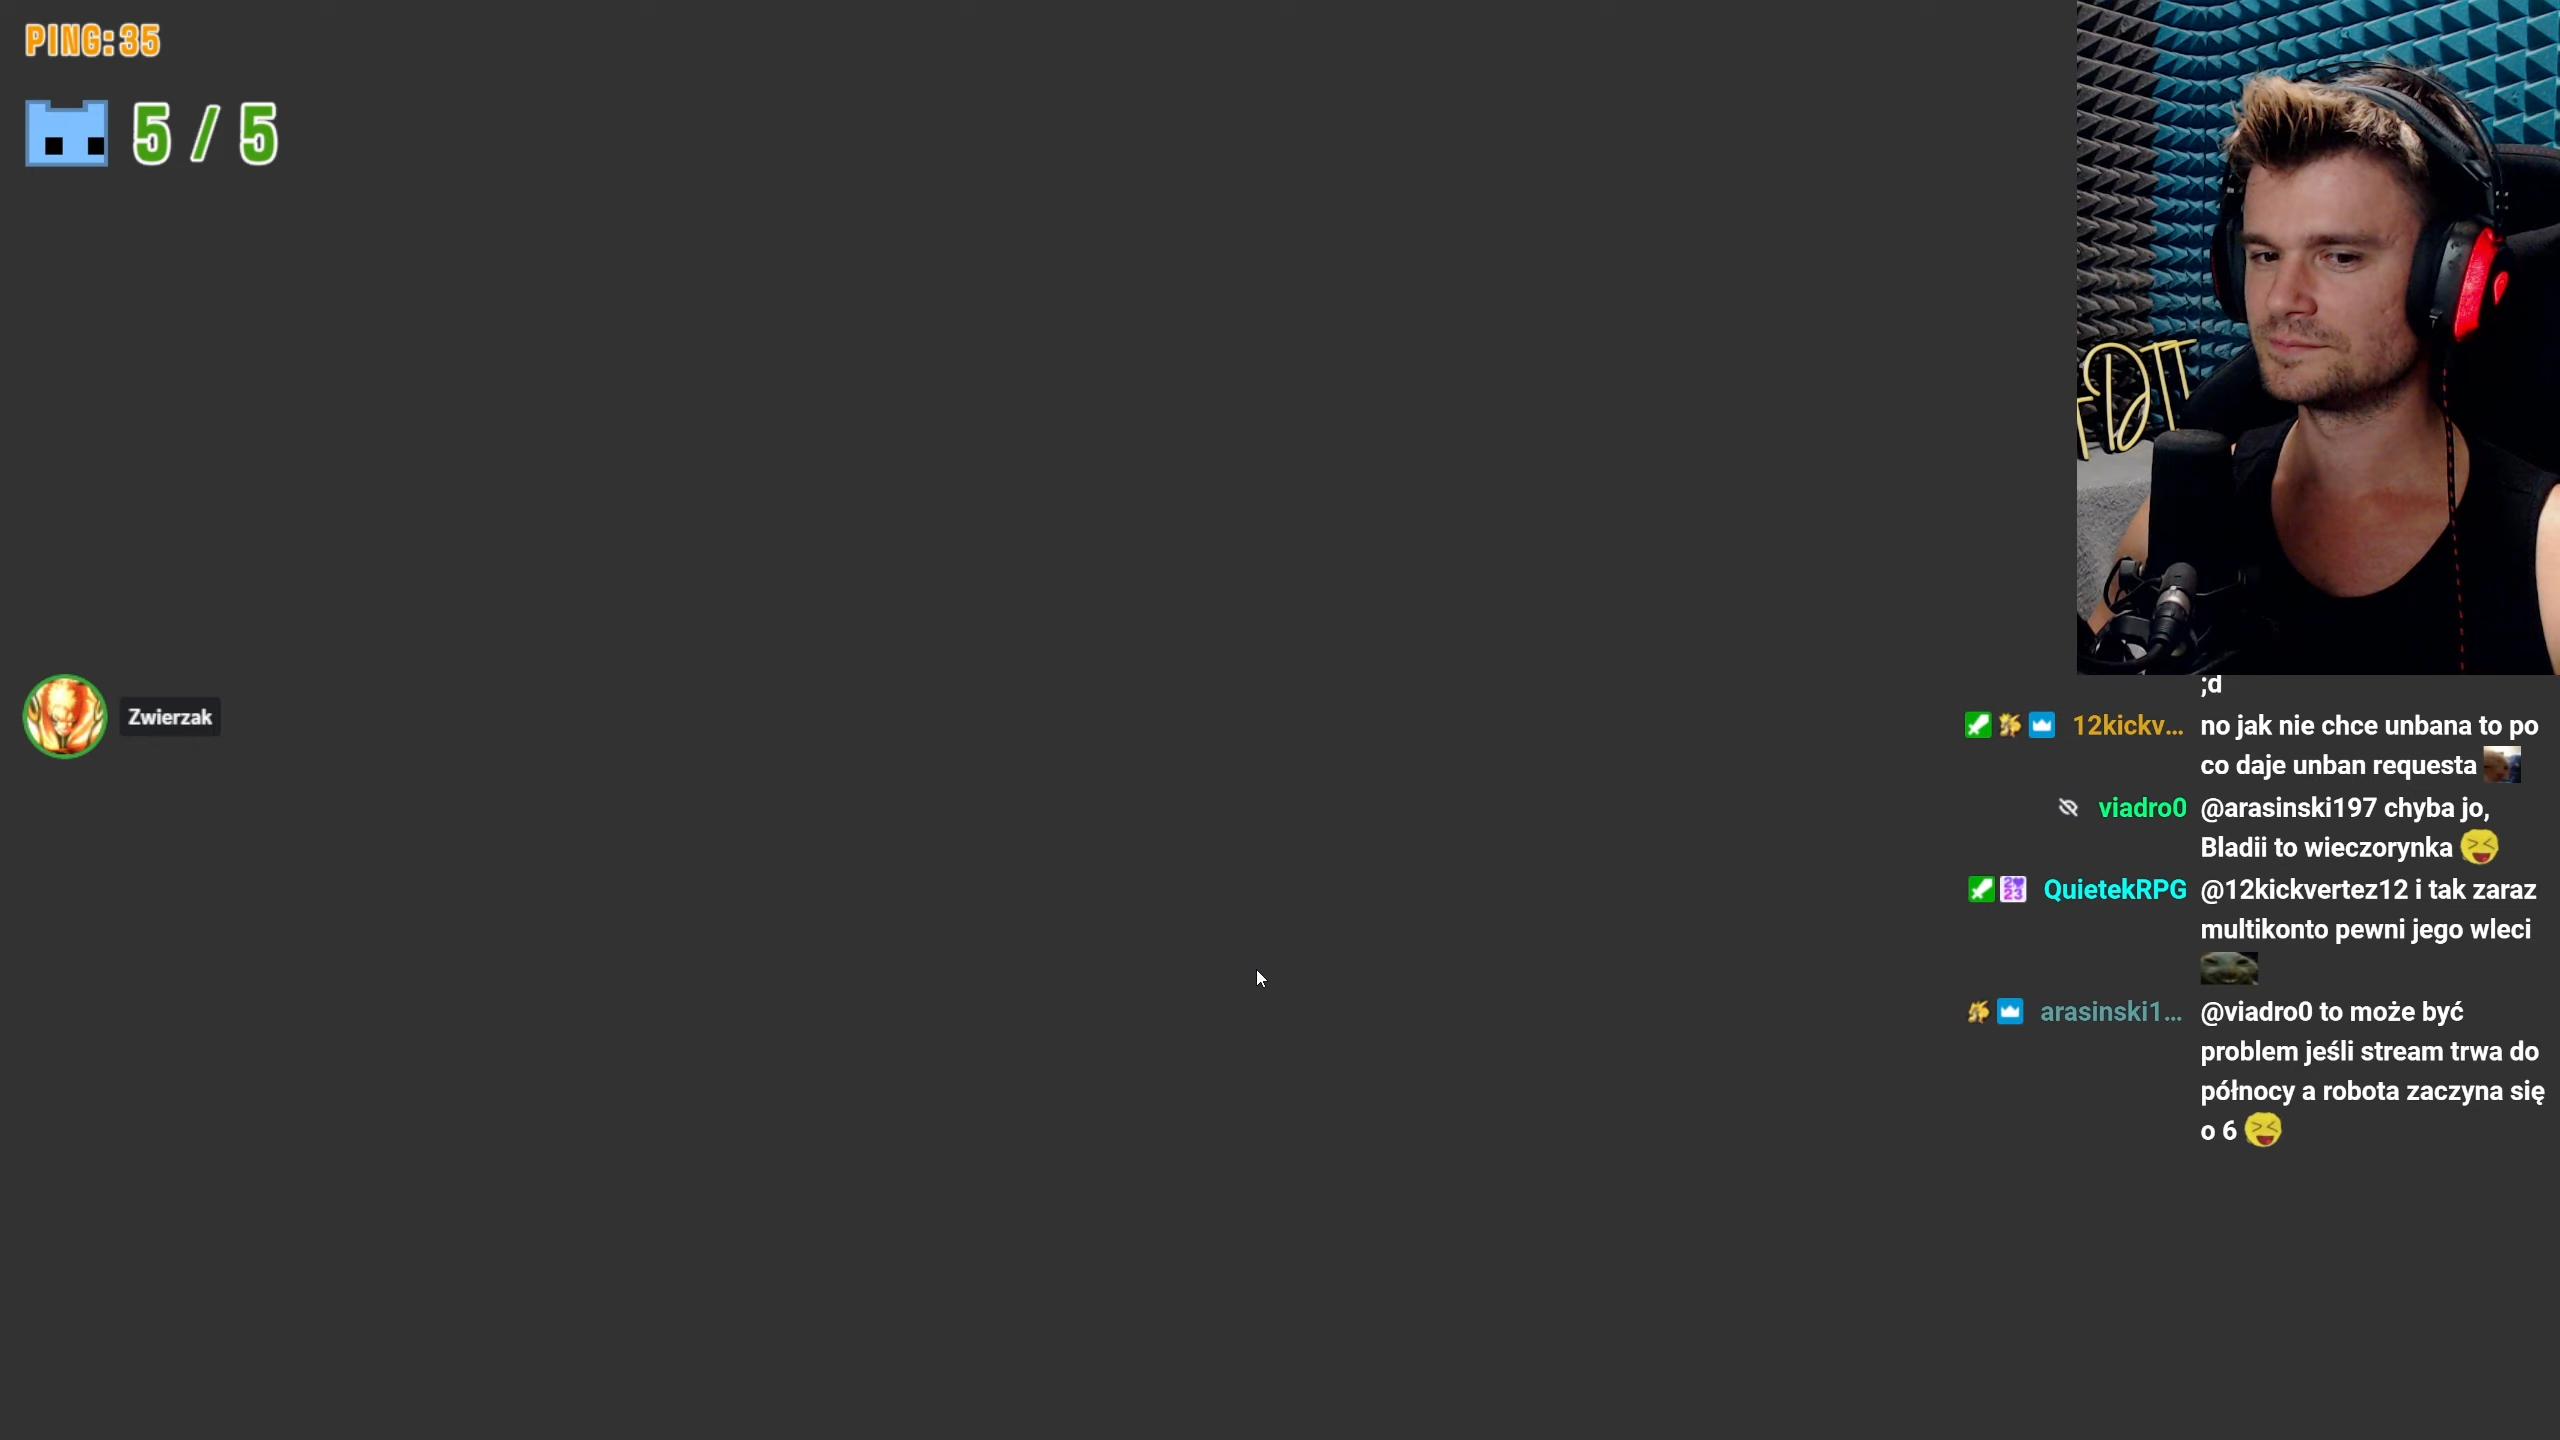 PING:35
5 / 5
Zwierzak
;d
12kickv... no jak nie chce unbana to po
co daje unban requesta
viadro0 @arasinski197 chyba jo,
Bladii to wieczorynka
QuietekRPG @12kickvertez12 i tak zaraz
multikonto pewni jego wleci
arasinski1... @viadro0 to może być
problem jeśli stream trwa do
północy a robota zaczyna się
o 6